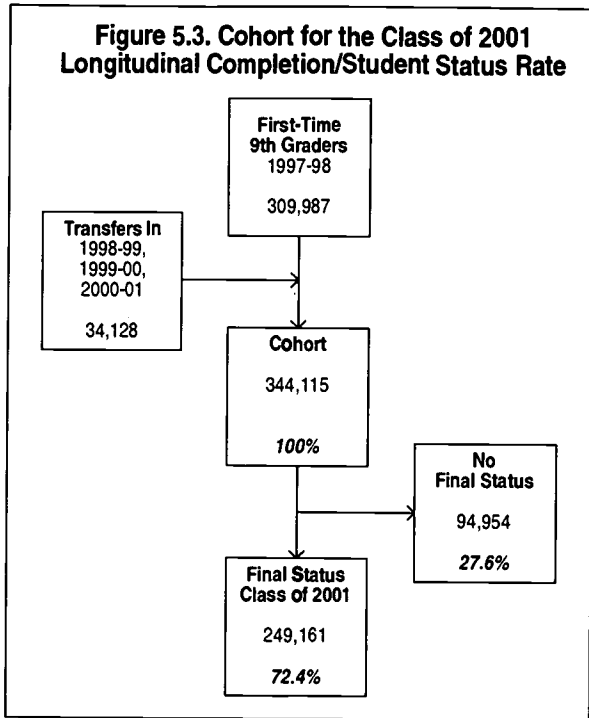 Figure 5.3. Cohort for the Class of 2001
Longitudinal Completion/Student Status Rate
First-Time
9th Graders
1997-98
309,987
Transfers In
1998-99,
1999-00,
2000-01
34,128
Cohort
344,115
100%
No
Final Status
94,954
27.6%
Final Status
Class of 2001
249,161
72.4%